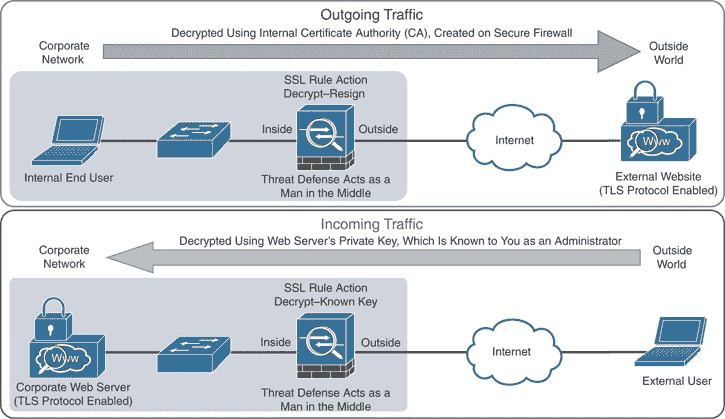 Outgoing Traffic
Decrypted Using Internal Certificate Authority (CA), Created on Secure Firewall
Corporate
Network
Outside
World
SSL Rule Action
Decrypt–Resign
Inside
Outside
Internet
Www
Internal End User
Threat Defense Acts as a
Man in the Middle
External Website
(TLS Protocol Enabled)
Incoming Traffic
Decrypted Using Web Server's Private Key, Which Is Known to You as an Administrator
Corporate
Network
Outside
World
SSL Rule Action
Decrypt–Known Key
Www
Inside
Outside
Internet
Corporate Web Server
(TLS Protocol Enabled)
Threat Defense Acts as a
Man in the Middle
External User